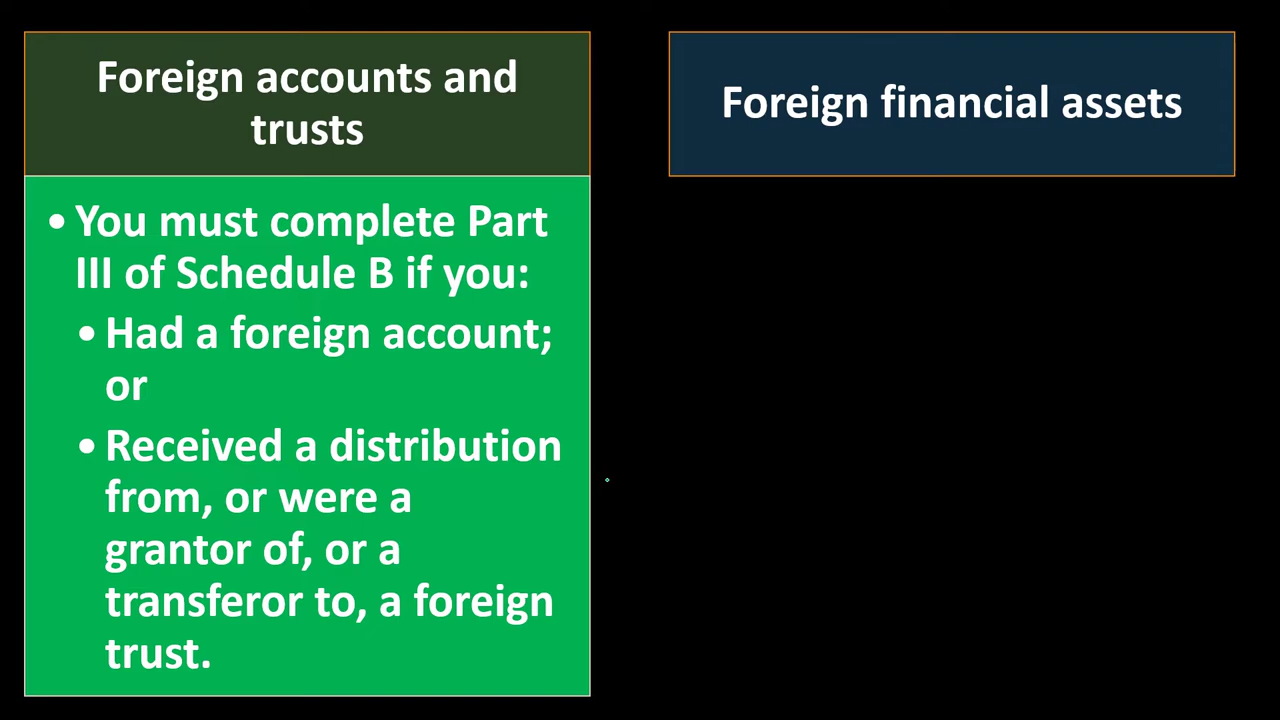 Foreign accounts and
trusts
• You must complete Part
III of Schedule B if you:
• Had a foreign account;
or
• Received a distribution
from, or were a
grantor of, or a
transferor to, a foreign
trust.
Foreign financial assets